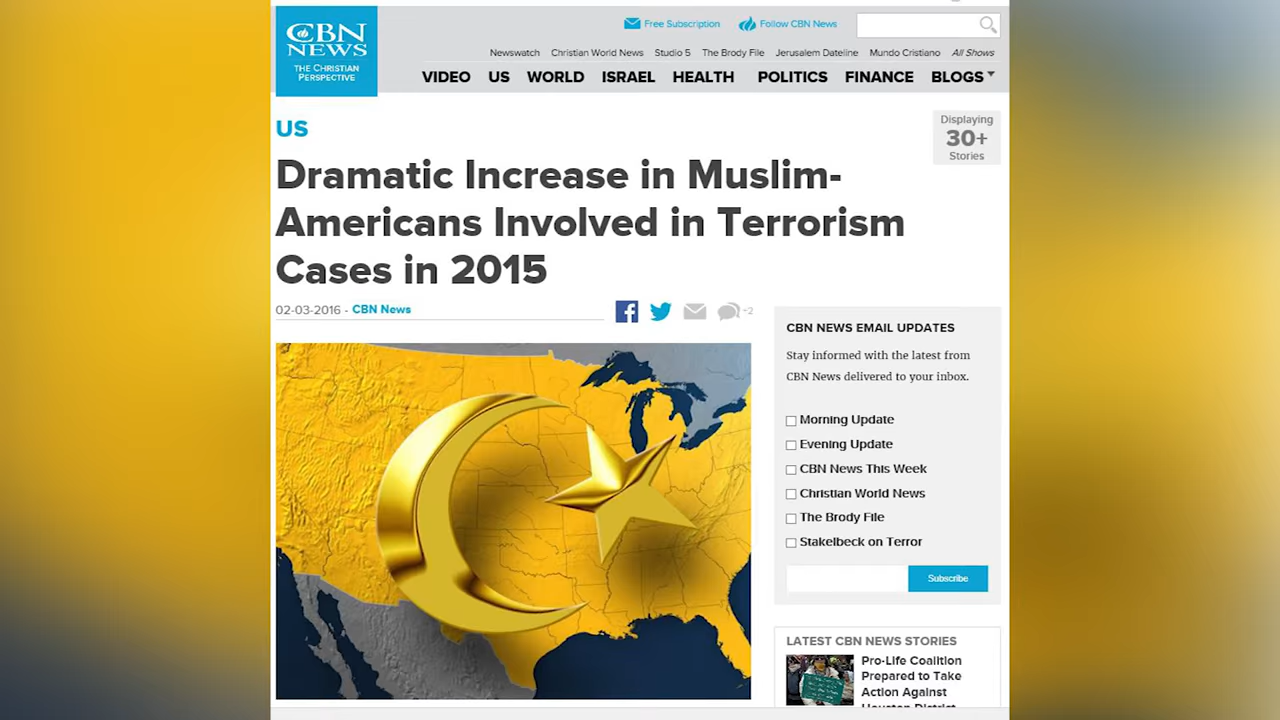 CBN
NEWS
THE CHRISTIAN
PERSPECTIVE
Free Subscription
Follow CBN News
Newswatch Christian World News Studio 5 The Brody File Jerusalem Dateline Mundo Cristiano All Shows
VIDEO US WORLD ISRAEL HEALTH POLITICS FINANCE BLOGS
US
Displaying
30+
Stories
Dramatic Increase in Muslim-
Americans Involved in Terrorism
Cases in 2015
02-03-2016 - CBN News
+2
CBN NEWS EMAIL UPDATES
Stay informed with the latest from
CBN News delivered to your inbox.
Morning Update
Evening Update
CBN News This Week
Christian World News
The Brody File
Stakelbeck on Terror
Subscribe
LATEST CBN NEWS STORIES
Pro-Life Coalition
Prepared to Take
Action Against
Houston District